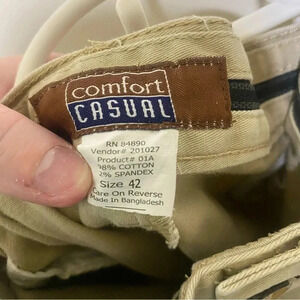 comfort
CASUAL
RN 84890
Vendor# 201027
Product# 01A
98% COTTON
2% SPANDEX
Size 42
Care On Reverse
Made In Bangladesh